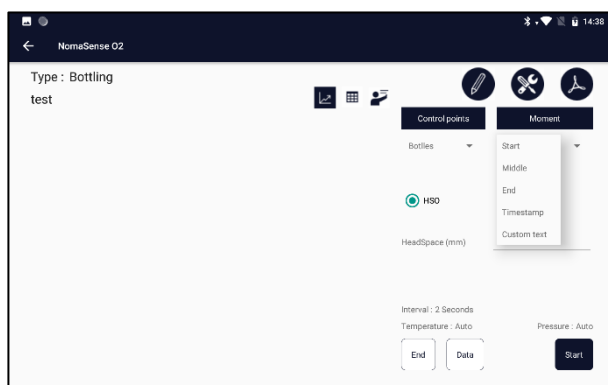 14:38
NomaSense O2
Type : Bottling
test
Control points
Moment
Botlles
Start
Middle
End
Timestamp
Custom text
HSO
HeadSpace (mm)
Interval : 2 Seconds
Temperature : Auto
Pressure : Auto
End
Data
Start